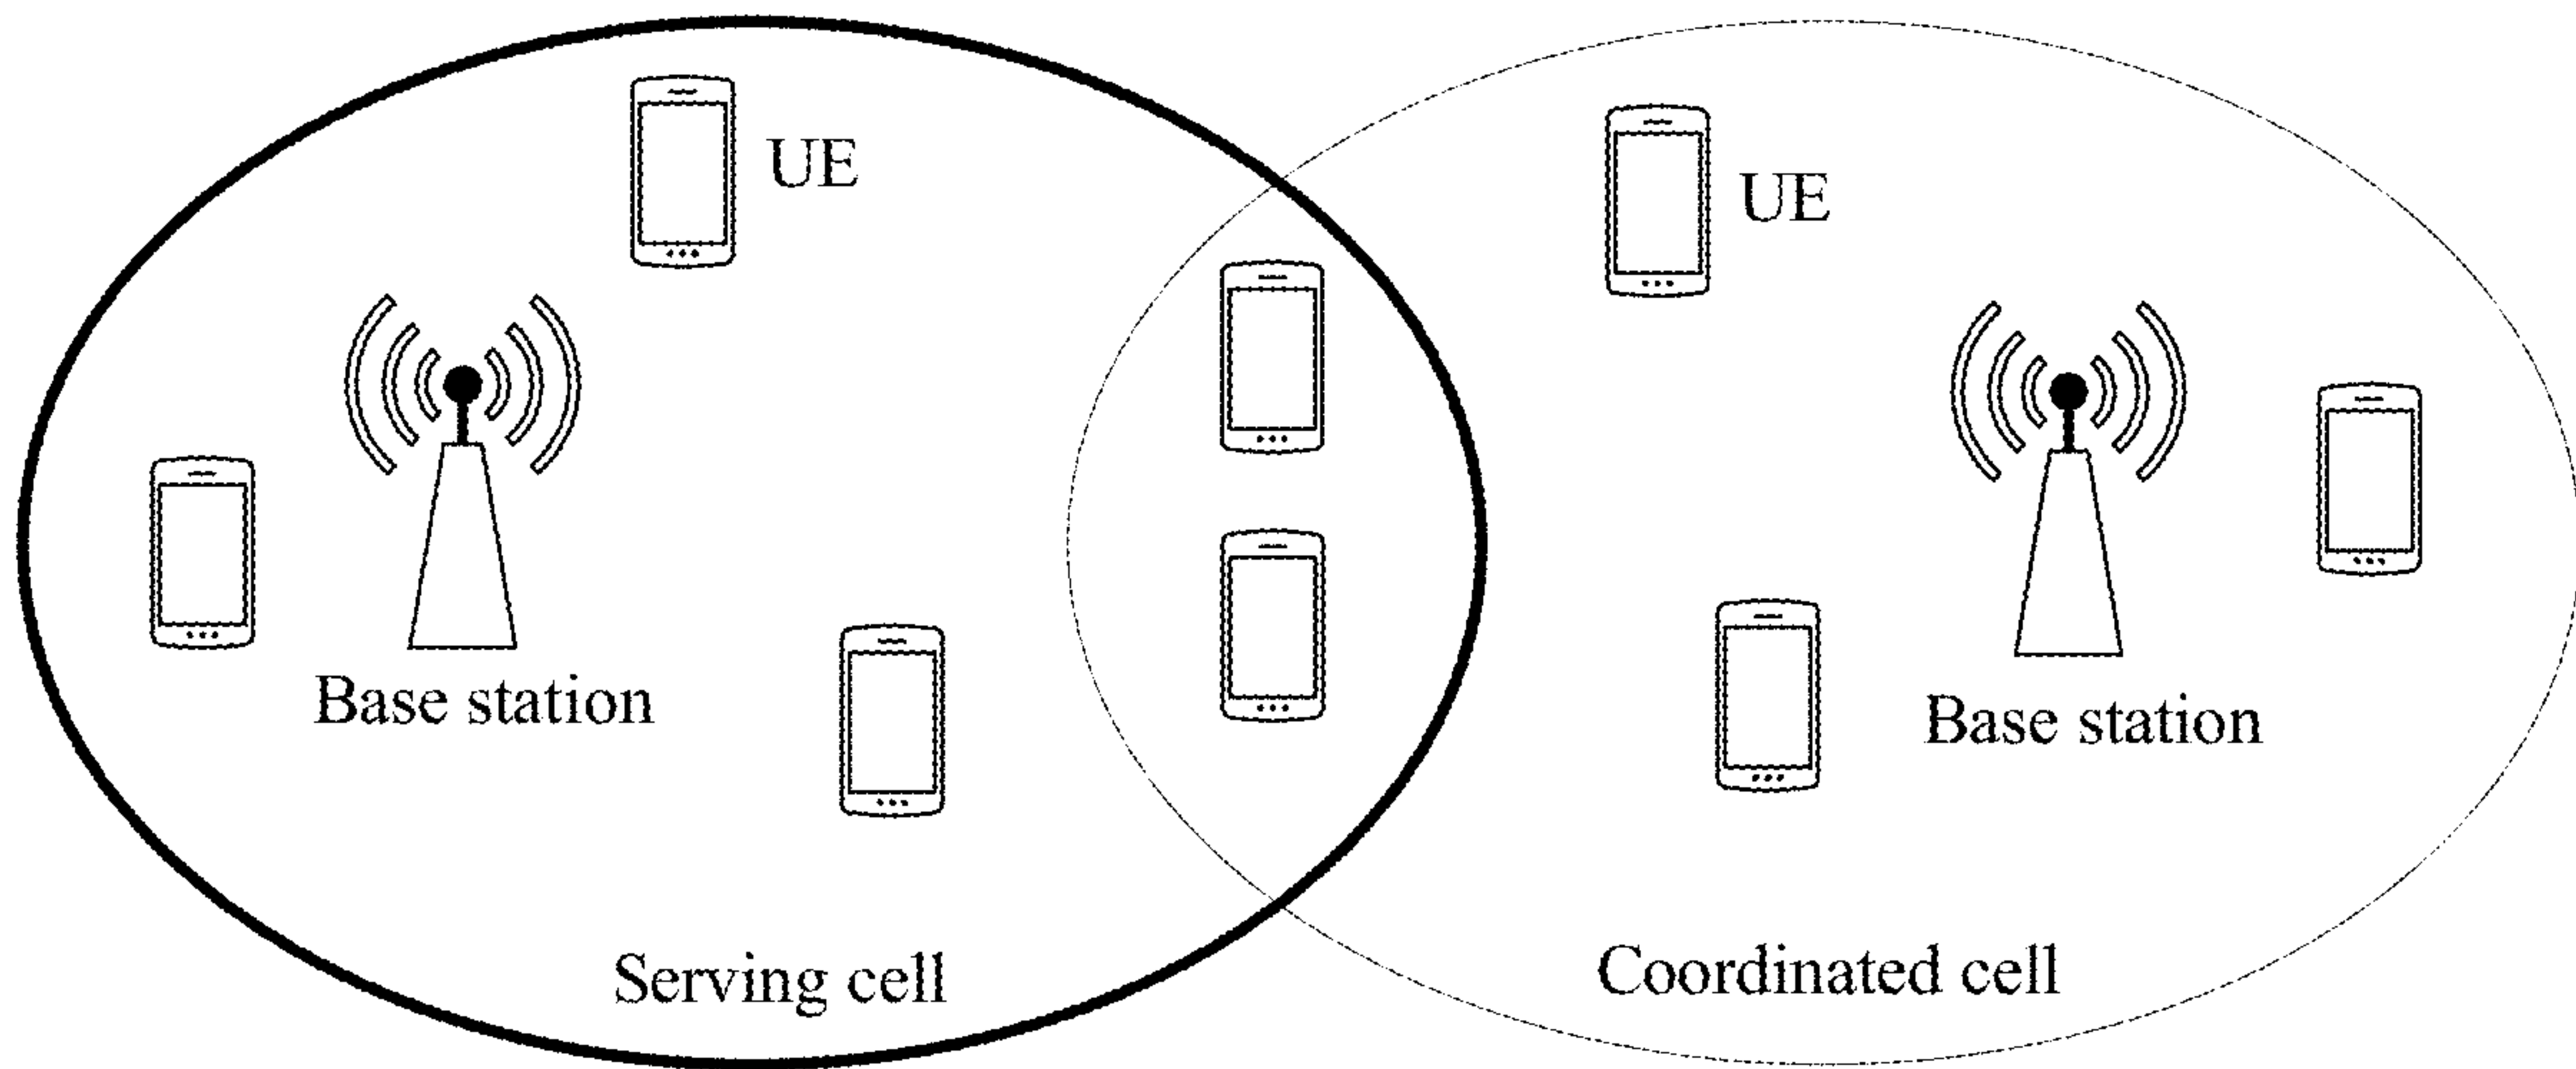 UE
UE
Base station
Base station
Serving cell
Coordinated cell